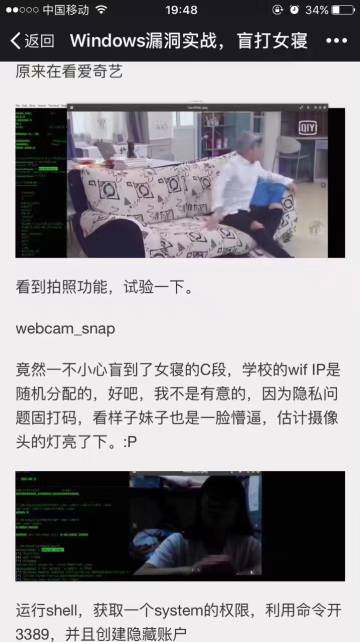 中国移动 19:48 34%
返回 Windows漏洞实战，盲打女寝 •••
原来在看爱奇艺
QIY
看到拍照功能，试验一下。
webcam_snap
竟然一不小心盲到了女寝的C段，学校的wif IP是
随机分配的，好吧，我不是有意的，因为隐私问
题固打码，看样子妹子也是一脸懵逼，估计摄像
头的灯亮了下。:P
运行shell，获取一个system的权限，利用命令开
3389，并且创建隐藏账户